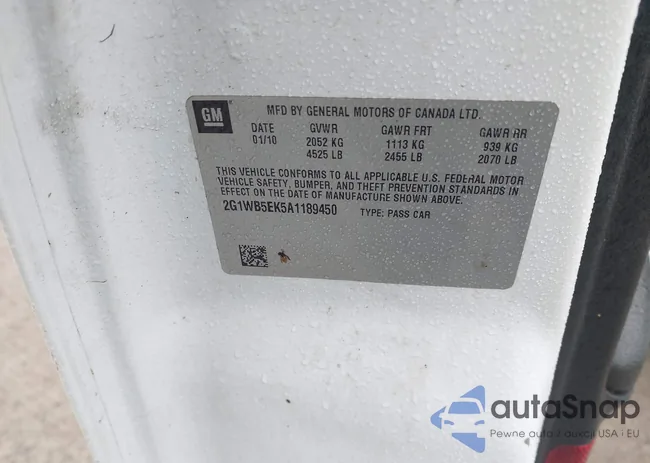 GM
MFD BY GENERAL MOTORS OF CANADA LTD.
DATE GVWR GAWR FRT GAWR RR
01/10 2052 KG 1113 KG 939 KG
4525 LB 2455 LB 2070 LB
THIS VEHICLE CONFORMS TO ALL APPLICABLE U.S. FEDERAL MOTOR
VEHICLE SAFETY, BUMPER, AND THEFT PREVENTION STANDARDS IN
EFFECT ON THE DATE OF MANUFACTURE SHOWN ABOVE.
2G1WB5EK5A1189450 TYPE: PASS CAR
autaSnap
Pewne auta z aukcji USA i EU